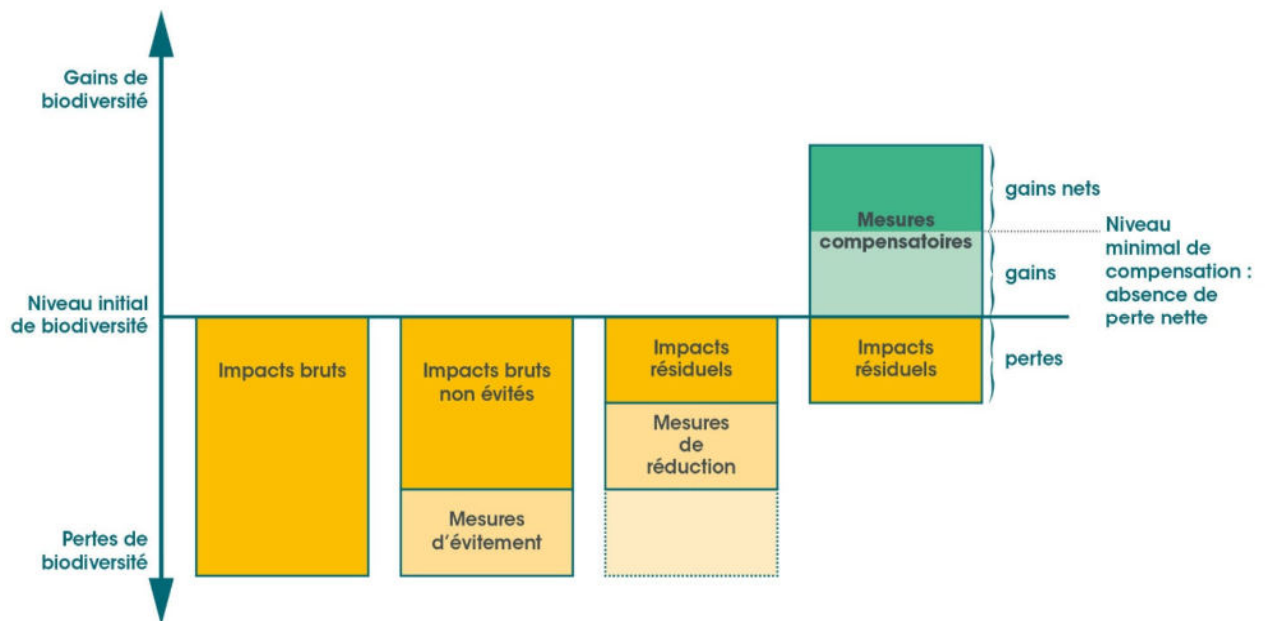 Gains de
biodiversité
Niveau initial
de biodiversité
Pertes de
biodiversité
Impacts bruts
Impacts bruts
non évités
Mesures
d'évitement
Impacts
résiduels
Mesures
de
réduction
Mesures
compensatoires
Impacts
résiduels
gains nets
gains
pertes
Niveau
minimal de
compensation :
absence de
perte nette